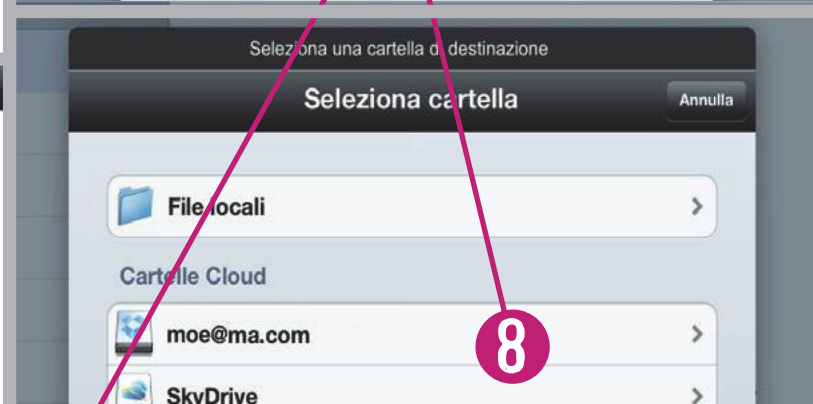 Seleziona una cartella di destinazione
Seleziona cartella
Annulla
File locali
Cartelle Cloud
moe@ma.com
8
SkyDrive